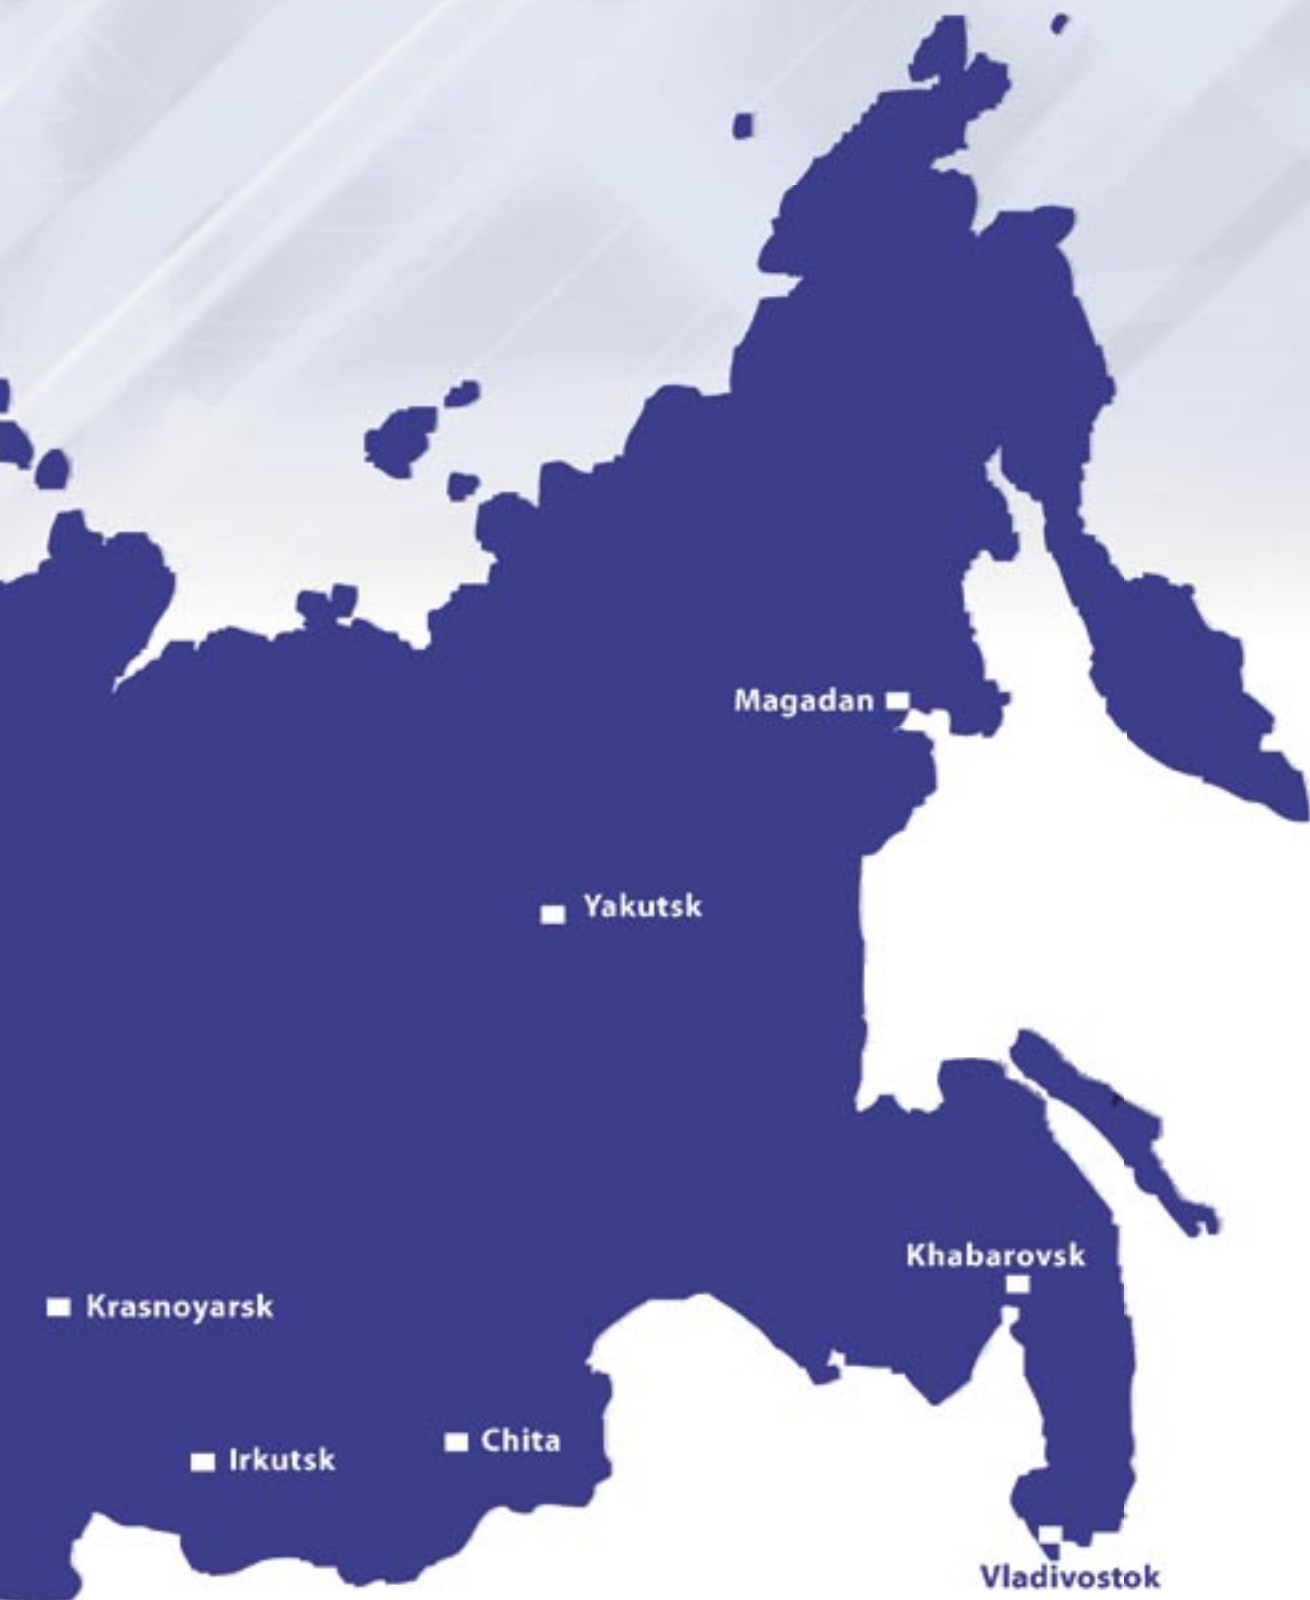 Magadan
Yakutsk
Khabarovsk
Krasnoyarsk
Chita
Irkutsk
Vladivostok